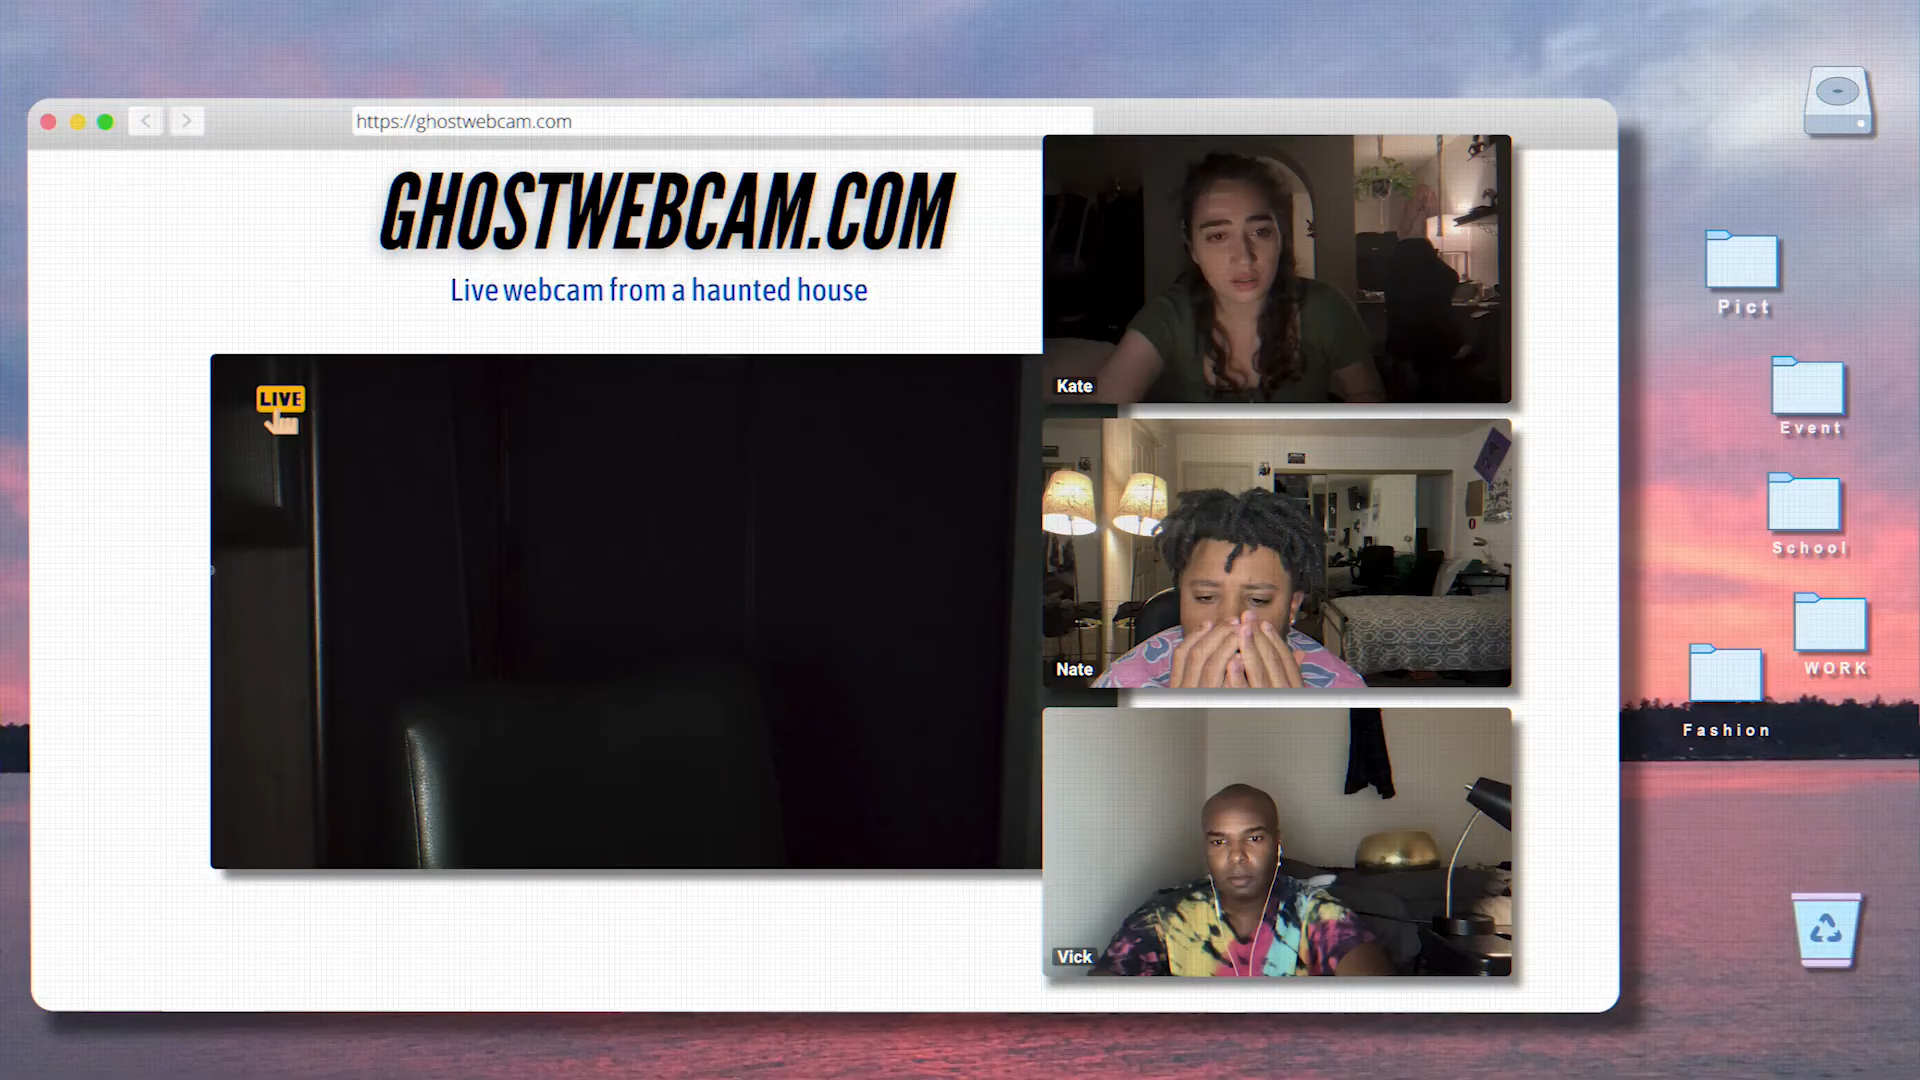 https://ghostwebcam.com
GHOSTWEBCAM.COM
Live webcam from a haunted house
LIVE
Kate
Nate
Vick
Pict
Event
School
WORK
Fashion